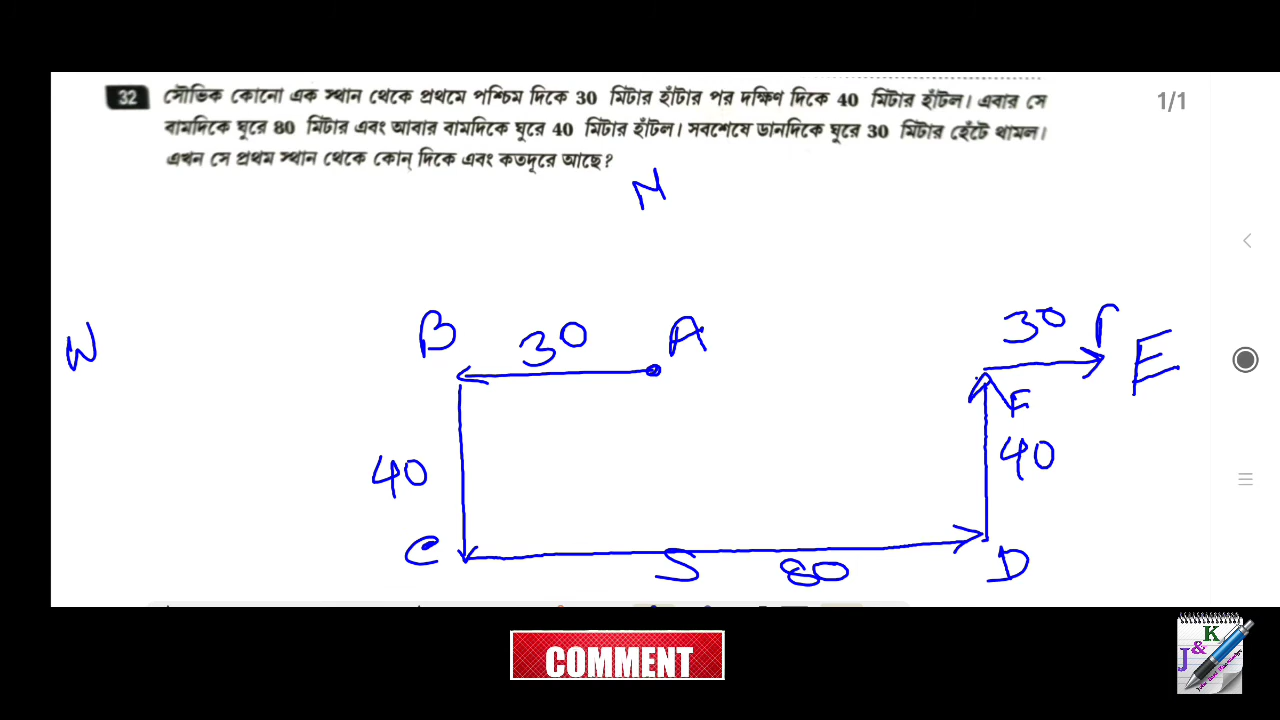 32 সৌভিক কোনো এক স্থান থেকে প্রথমে পশ্চিম দিকে 30 মিটার হাঁটার পর দক্ষিণ দিকে 40 মিটার হাঁটল। এবার সে
বামদিকে ঘুরে 80 মিটার এবং আবার বামদিকে ঘুরে 40 মিটার হাঁটল। সবশেষে ডানদিকে ঘুরে 30 মিটার হেঁটে থামল।
এখন সে প্রথম স্থান থেকে কোন্ দিকে এবং কতদূরে আছে?
1/1
N
W
B 30 A
30
E
F
40
40
C
S
80
D
COMMENT
J & K